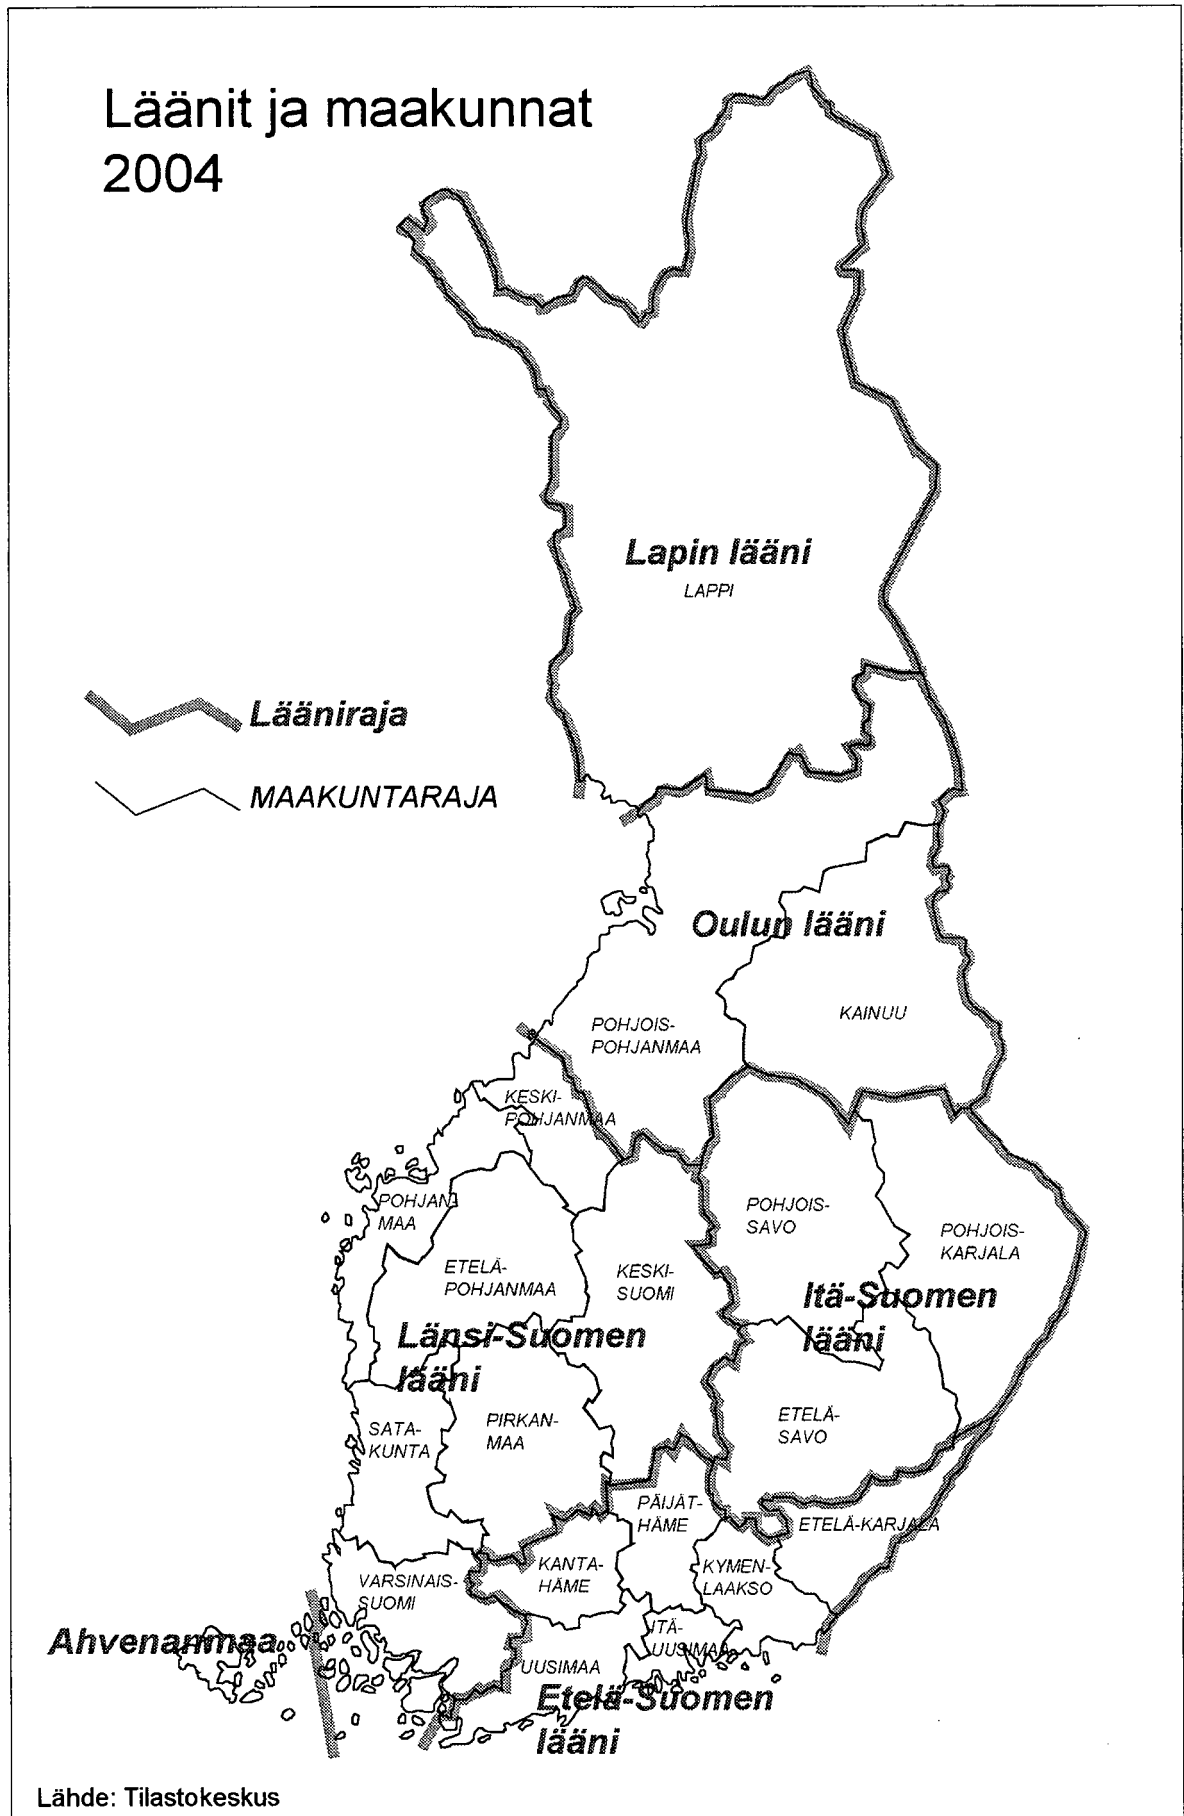 Läänit ja maakunnat
2004
Lapin lääni
LAPPI
Lääniraja
MAAKUNTARAJA
Oulun lääni
KAINUU
POHJOIS-
POHJANMAA
KESKI-
POHJANMAA
POHJAN-
MAA
POHJOIS-
SAVO
POHJOIS-
KARJALA
ETELÄ-
POHJANMAA
KESKI-
SUOMI
Itä-Suomen
lääni
Länsi-Suomen
lääni
SATA-
KUNTA
PIRKAN-
MAA
ETELÄ-
SAVO
PÄIJÄT-
HÄME
ETELÄ-KARJALA
KANTA-
HÄME
KYMEN-
LAAKSO
VARSINAIS-
SUOMI
Ahvenanmaa
ITÄ-
UUSIMAA
UUSIMAA
Etelä-Suomen
lääni
Lähde: Tilastokeskus